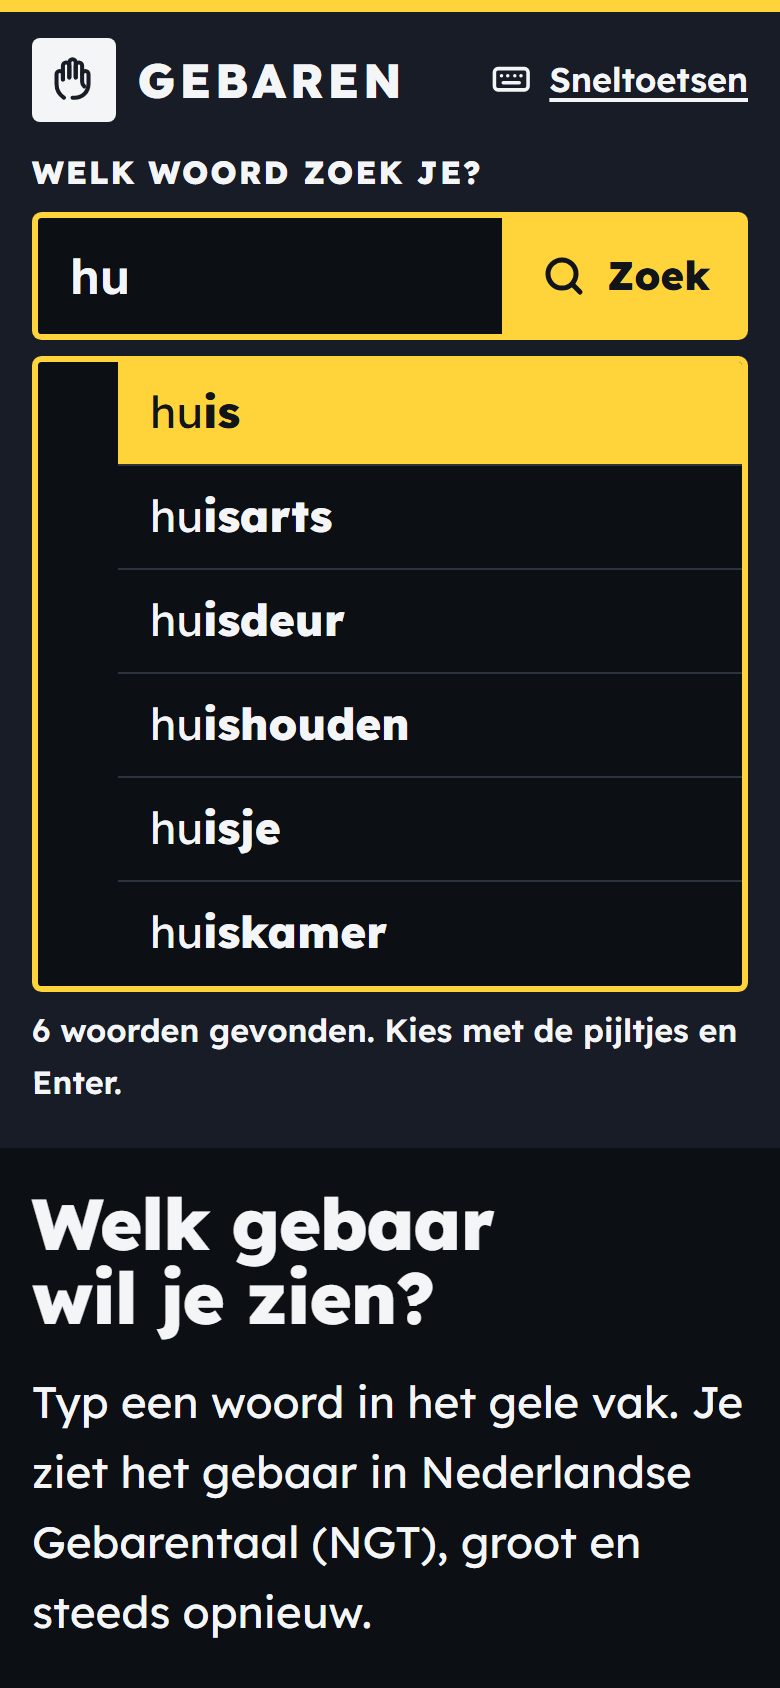 GEBAREN
Sneltoetsen
WELK WOORD ZOEK JE?
hu
Zoek
huis
huisarts
huisdeur
huishouden
huisje
huiskamer
6 woorden gevonden. Kies met de pijltjes en
Enter.
Welk gebaar
wil je zien?
Typ een woord in het gele vak. Je
ziet het gebaar in Nederlandse
Gebarentaal (NGT), groot en
steeds opnieuw.